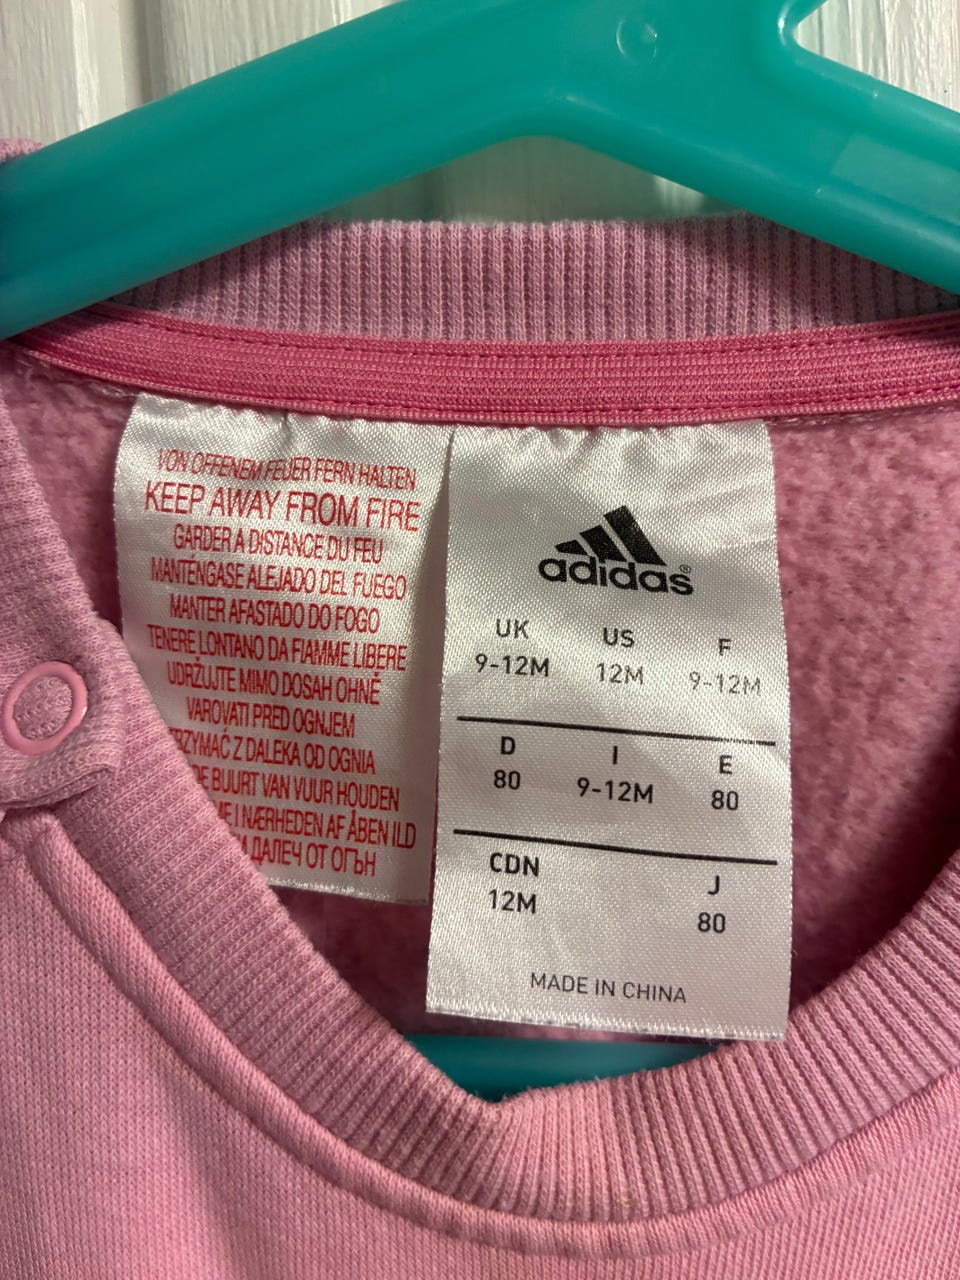 VON OFFENEM FEUER FERN HALTEN
KEEP AWAY FROM FIRE
GARDER A DISTANCE DU FEU
MANTÉNGASE ALEJADO DEL FUEGO
MANTER AFASTADO DO FOGO
TENERE LONTANO DA FIAMME LIBERE
UDRŽUJTE MIMO DOSAH OHNĚ
VAROVATI PRED OGNJEM
Z DALEKA OD OGNIA
BUURT VAN VUUR HOUDEN
I NÆRHEDEN AF ÅBEN ILD
ДАЛЕЧ ОТ ОГЪН
adidas®
UK US F
9-12M 12M 9-12M
D I E
80 9-12M 80
CDN J
12M 80
MADE IN CHINA